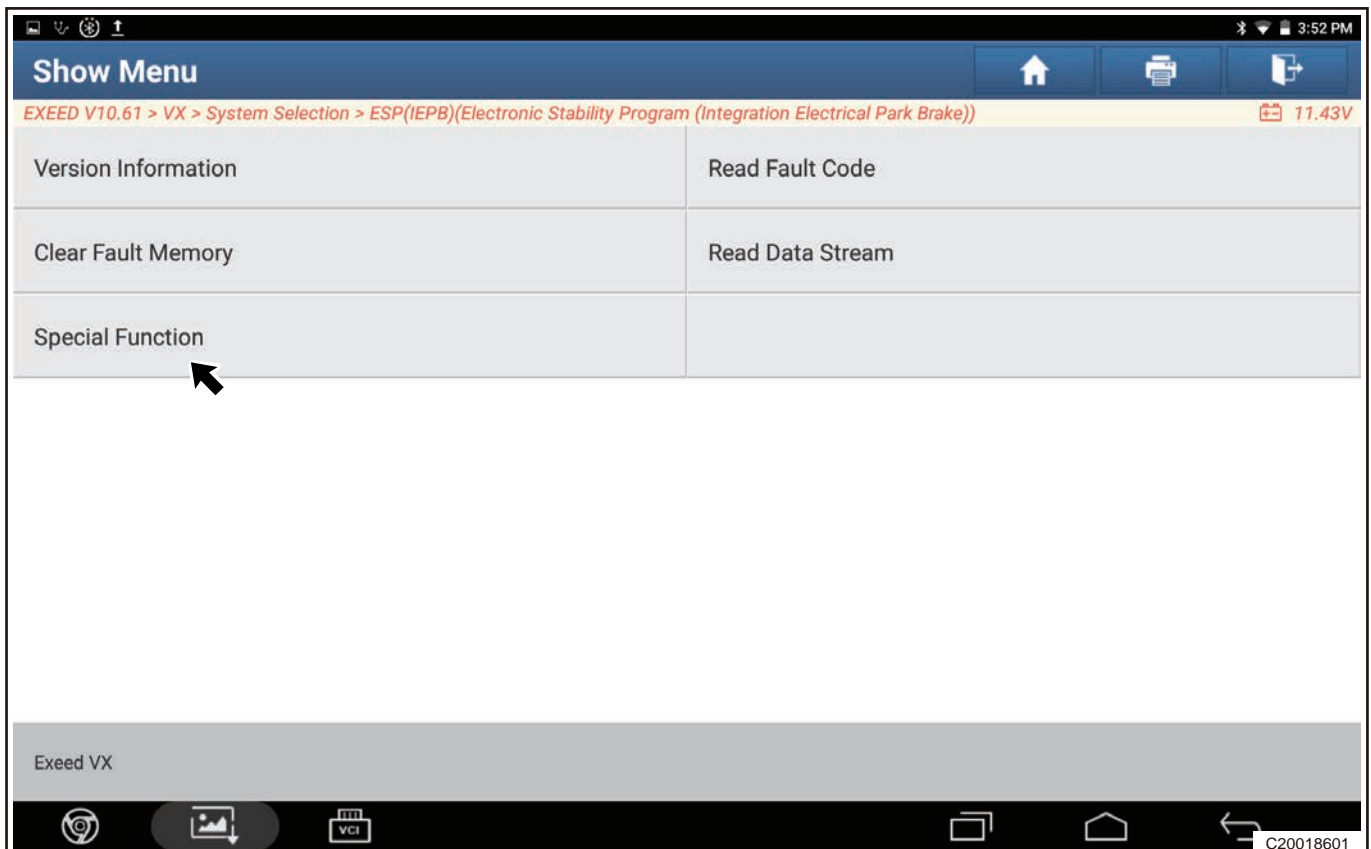 3:52 PM
Show Menu
EXEED V10.61 > VX > System Selection > ESP(IEPB)(Electronic Stability Program (Integration Electrical Park Brake))
11.43V
Version Information
Read Fault Code
Clear Fault Memory
Read Data Stream
Special Function
Exeed VX
VCI
C20018601